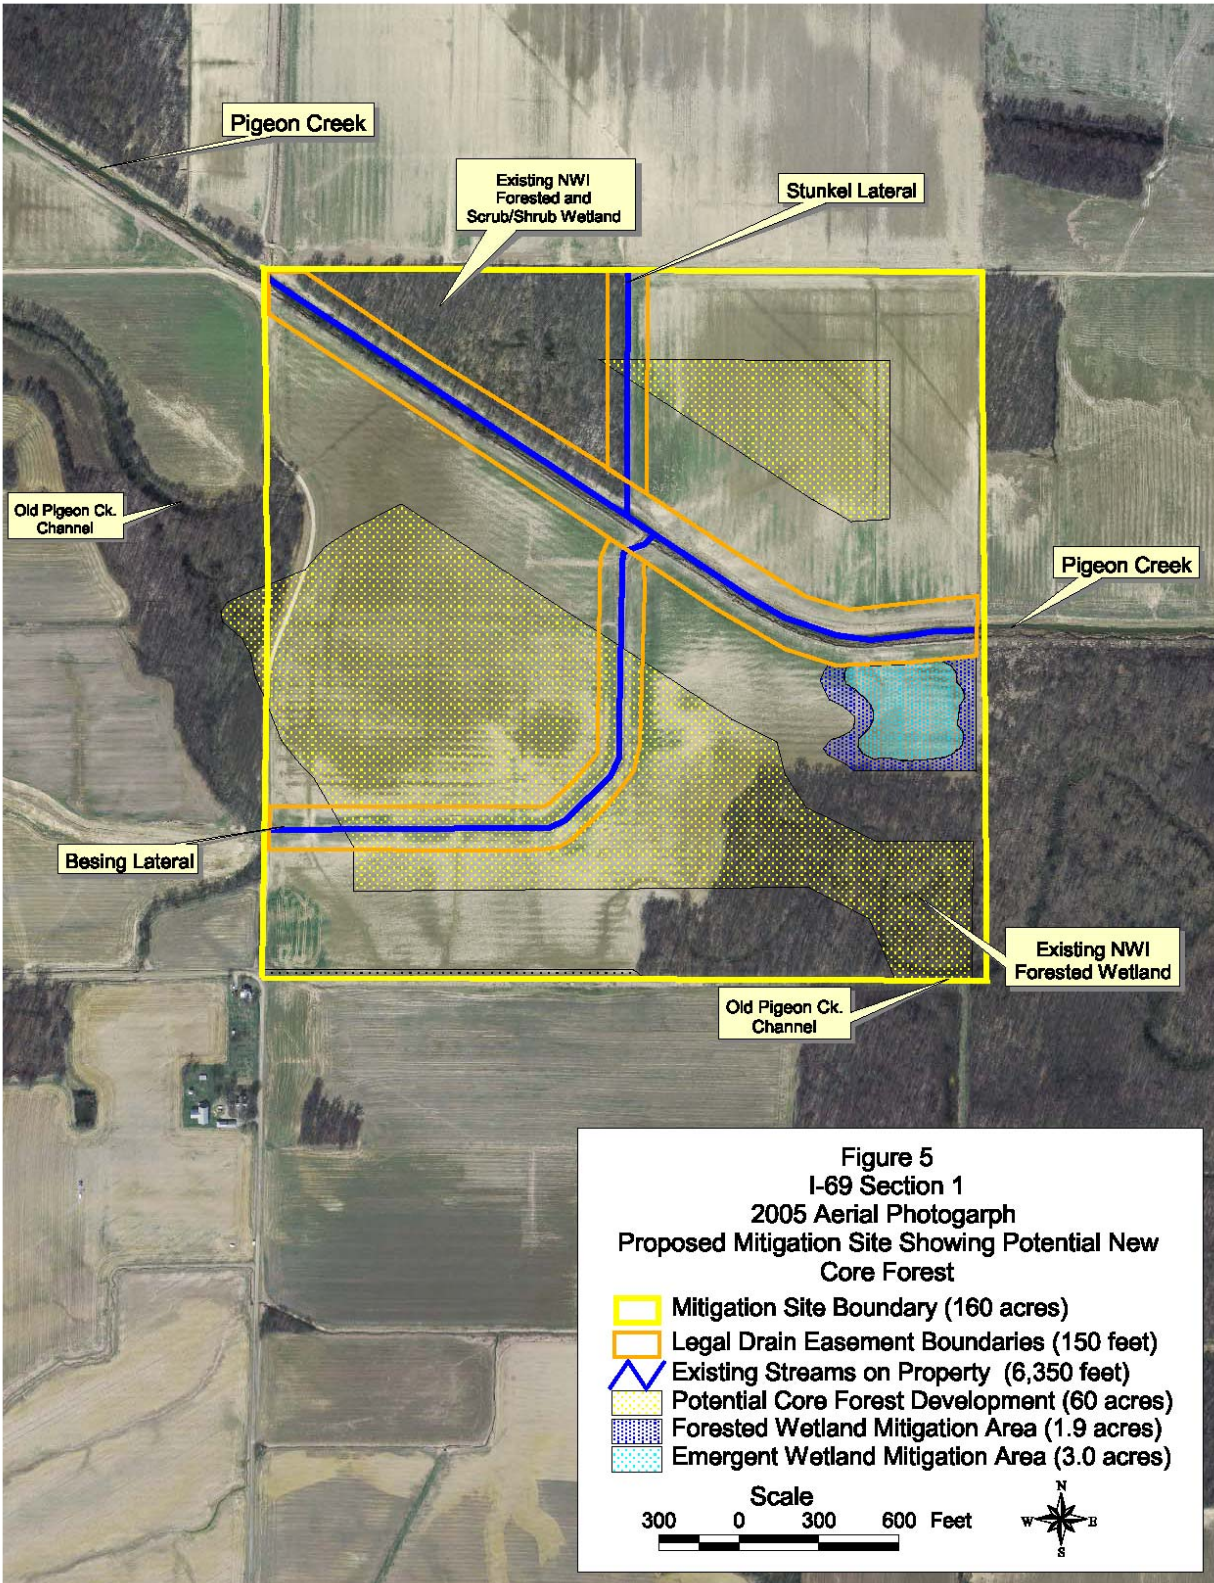 Pigeon Creek
Existing NWI
Forested and
Scrub/Shrub Wetland
Stunkel Lateral
Old Pigeon Ck.
Channel
Pigeon Creek
Besing Lateral
Existing NWI
Forested Wetland
Old Pigeon Ck.
Channel
Figure 5
I-69 Section 1
2005 Aerial Photogarph
Proposed Mitigation Site Showing Potential New
Core Forest
Mitigation Site Boundary (160 acres)
Legal Drain Easement Boundaries (150 feet)
Existing Streams on Property (6,350 feet)
Potential Core Forest Development (60 acres)
Forested Wetland Mitigation Area (1.9 acres)
Emergent Wetland Mitigation Area (3.0 acres)
Scale
300 0 300 600 Feet
N
W E
S